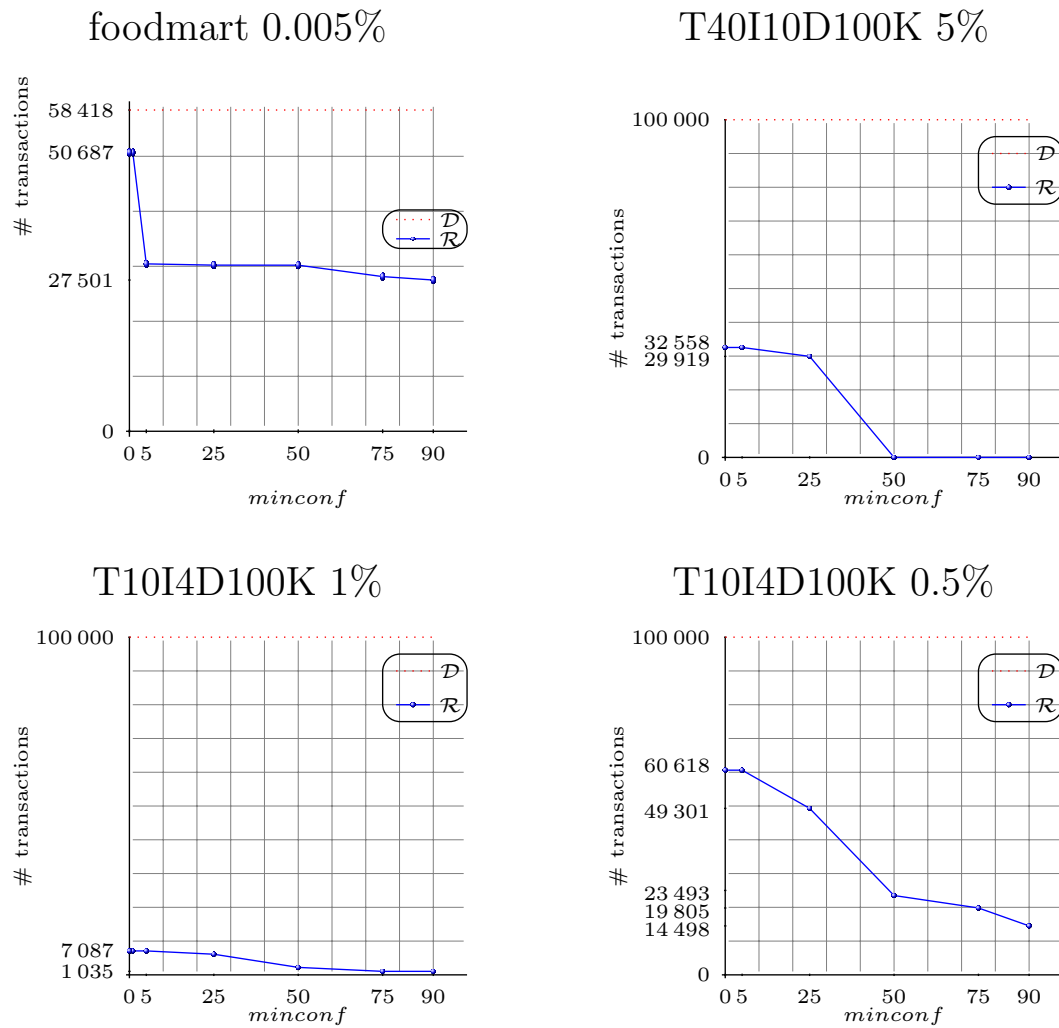 foodmart 0.005%
# transactions
58 418
50 687
27 501
0
0 5 25 50 75 90
minconf
𝒟
ℛ
T40I10D100K 5%
# transactions
100 000
32 558
29 919
0
0 5 25 50 75 90
minconf
𝒟
ℛ
T10I4D100K 1%
# transactions
100 000
7 087
1 035
0 5 25 50 75 90
minconf
𝒟
ℛ
T10I4D100K 0.5%
# transactions
100 000
60 618
49 301
23 493
19 805
14 498
0
0 5 25 50 75 90
minconf
𝒟
ℛ